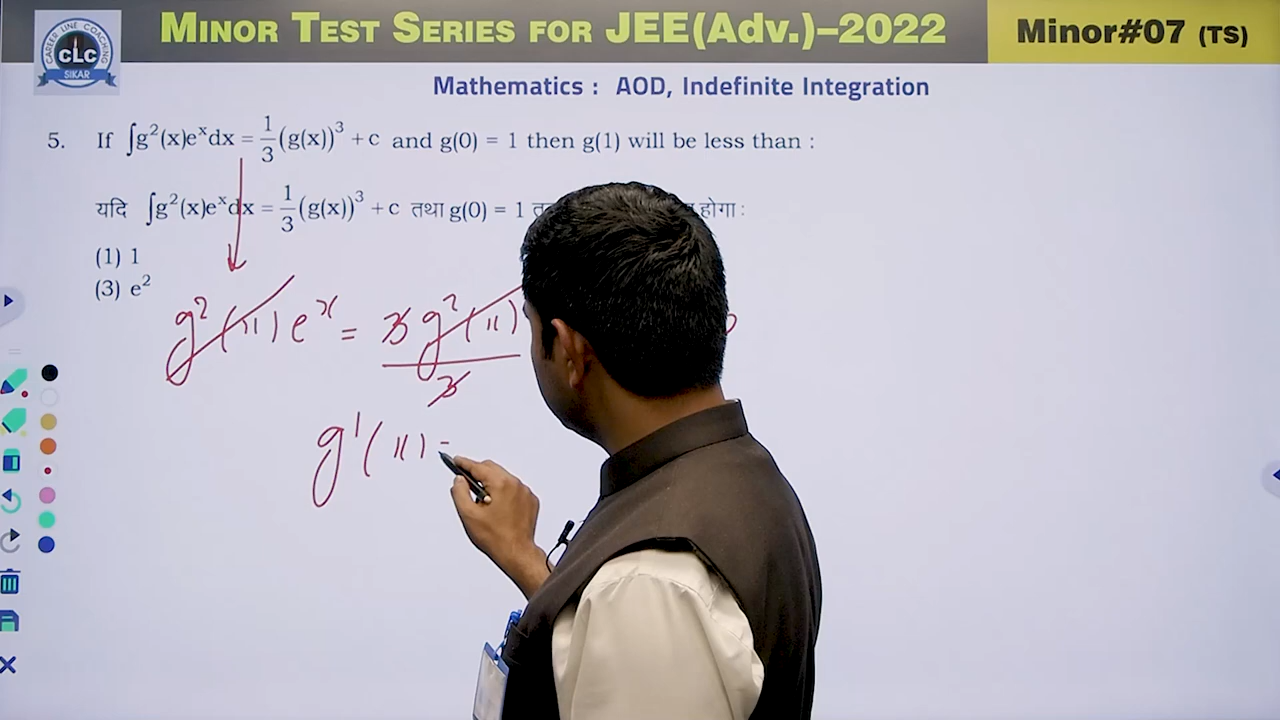 CAREER LINE COACHING
CLC
SIKAR
MINOR TEST SERIES FOR JEE(Adv.)–2022
Minor#07 (TS)
Mathematics : AOD, Indefinite Integration
5. If ∫g²(x)eˣdx = 1/3 (g(x))³ + c and g(0) = 1 then g(1) will be less than :
यदि ∫g²(x)eˣdx = 1/3 (g(x))³ + c तथा g(0) = 1 होगा :
(1) 1
(3) e²
g²(x) eˣ = 3g²(x) / 3
g'(x) =